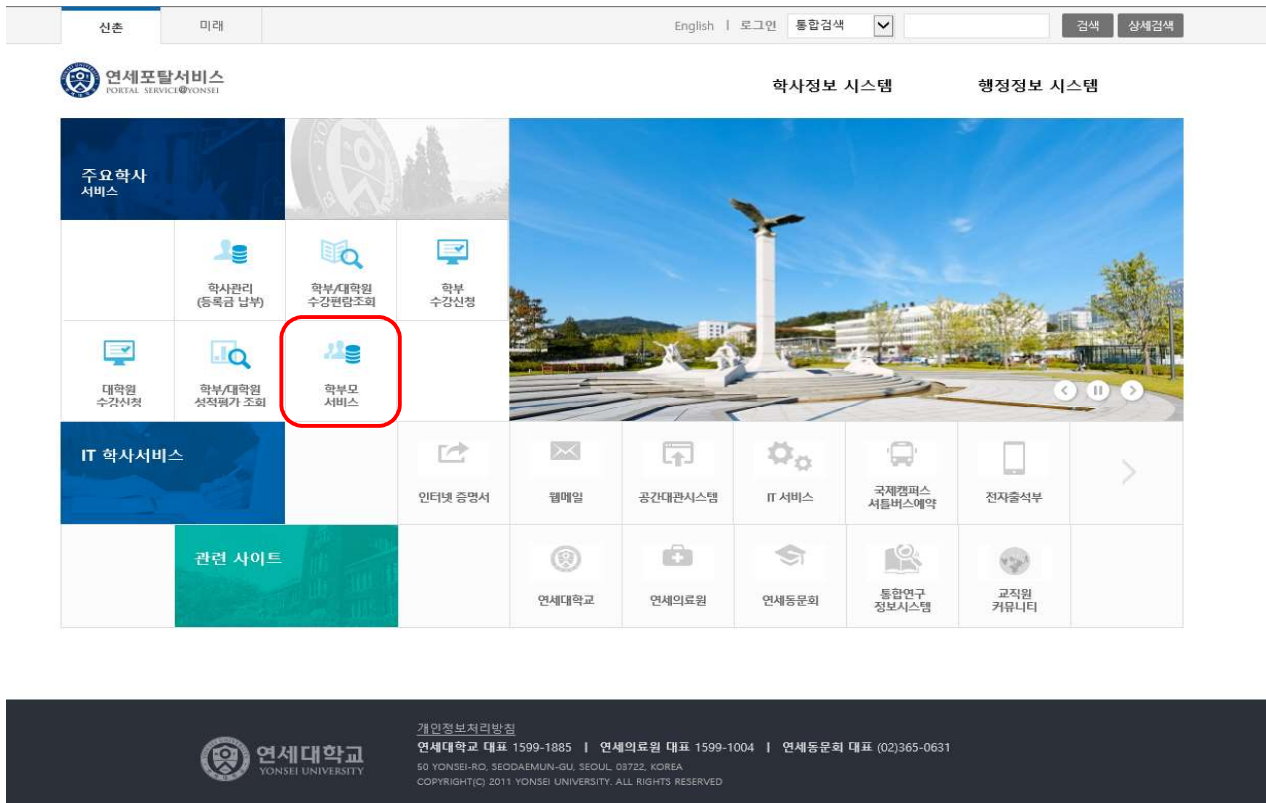 신촌
미래
English | 로그인
통합검색
검색
상세검색
연세포탈서비스
PORTAL SERVICE@YONSEI
학사정보 시스템
행정정보 시스템
주요학사
서비스
학사관리
(등록금 납부)
학부/대학원
수강편람조회
학부
수강신청
대학원
수강신청
학부/대학원
성적평가 조회
학부모
서비스
IT 학사서비스
인터넷 증명서
웹메일
공간대관시스템
IT 서비스
국제캠퍼스
셔틀버스예약
전자출석부
관련 사이트
연세대학교
연세의료원
연세동문회
통합연구
정보시스템
교직원
커뮤니티
연세대학교
YONSEI UNIVERSITY
개인정보처리방침
연세대학교 대표 1599-1885 | 연세의료원 대표 1599-1004 | 연세동문회 대표 (02)365-0631
50 YONSEI-RO, SEODAEMUN-GU, SEOUL, 03722, KOREA
COPYRIGHT(C) 2011 YONSEI UNIVERSITY. ALL RIGHTS RESERVED